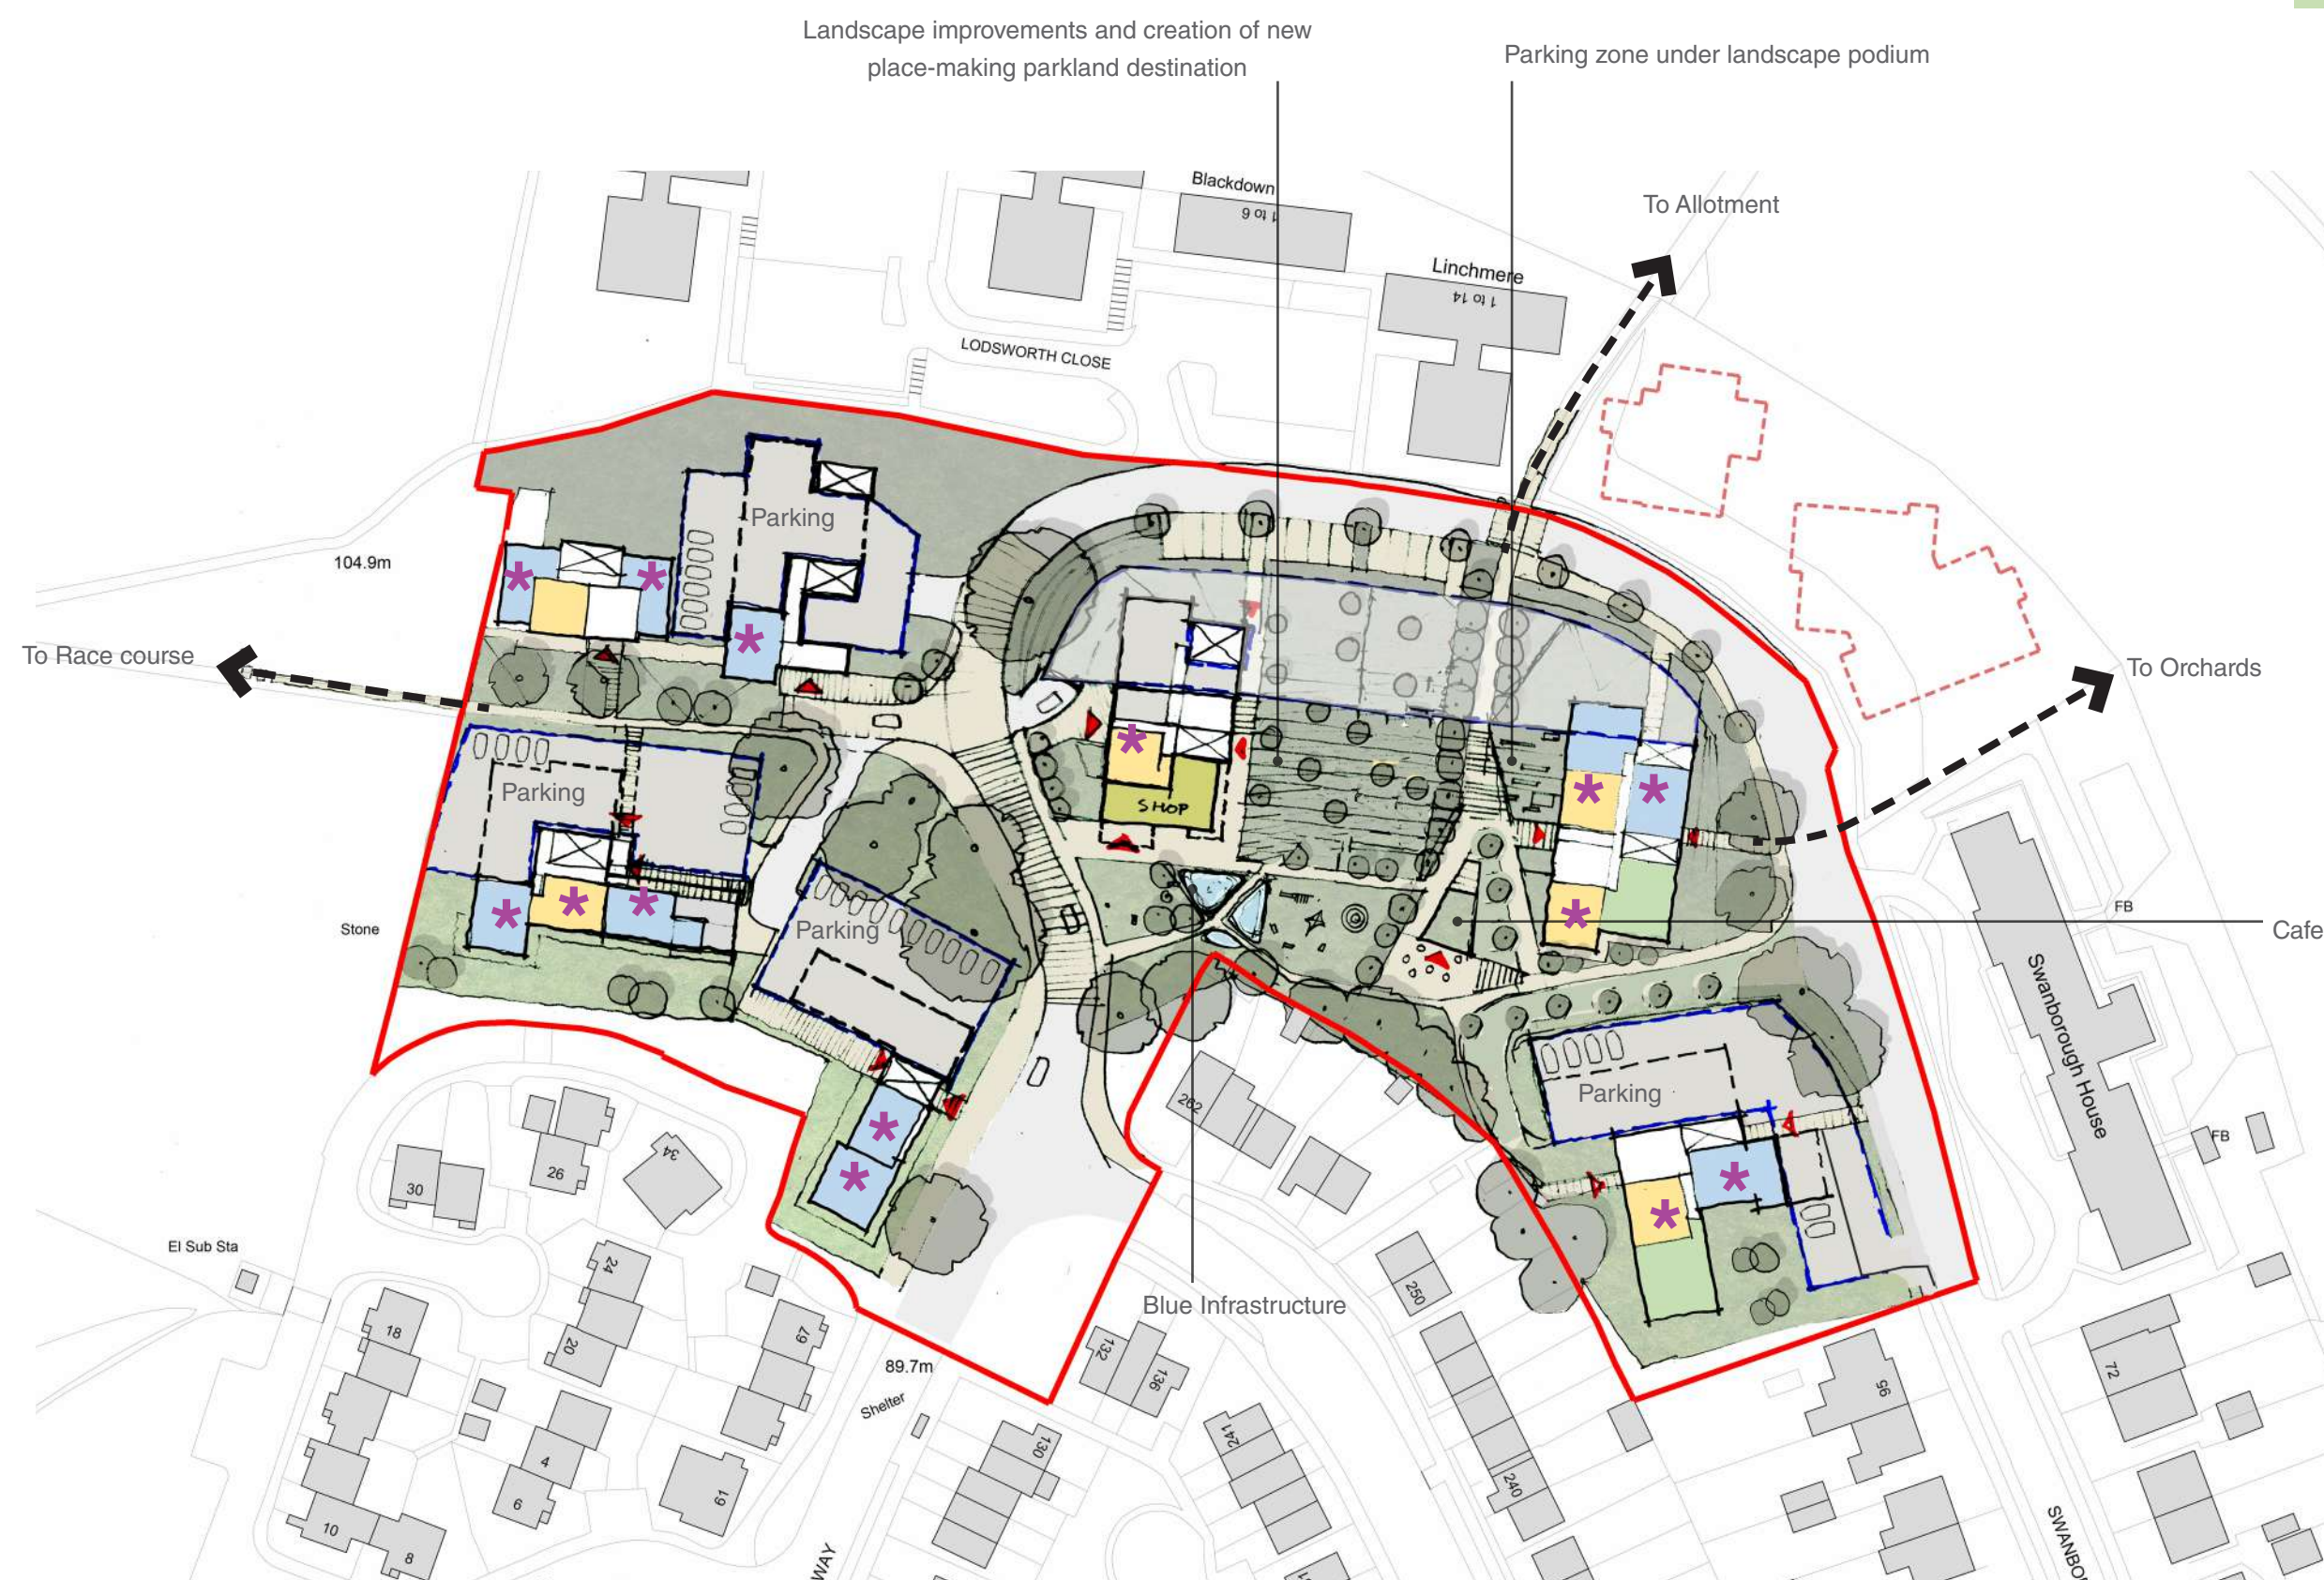 Landscape improvements and creation of new
place-making parkland destination
Parking zone under landscape podium
Blackdown
1 to 6
To Allotment
Linchmere
1 to 14
LODSWORTH CLOSE
Parking
104.9m
To Race course
To Orchards
Parking
SHOP
FB
Stone
Parking
Cafe
Swanborough House
Parking
262
FB
34
26
30
El Sub Sta
24
250
Blue Infrastructure
18
20
67
132
136
89.7m
72
95
Shelter
241
130
240
4
61
6
10
8
WAY
SWANBO